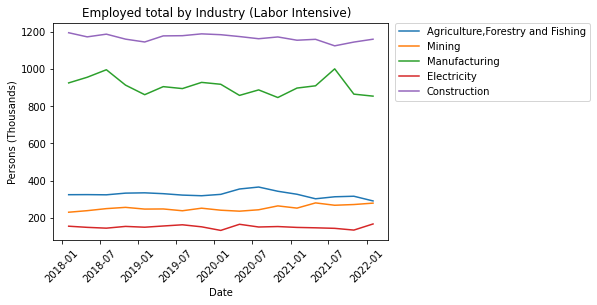 Employed total by Industry (Labor Intensive)
Persons (Thousands)
1200
1000
800
600
400
200
2018-01
2018-07
2019-01
2019-07
2020-01
2020-07
2021-01
2021-07
2022-01
Date
Agriculture,Forestry and Fishing
Mining
Manufacturing
Electricity
Construction